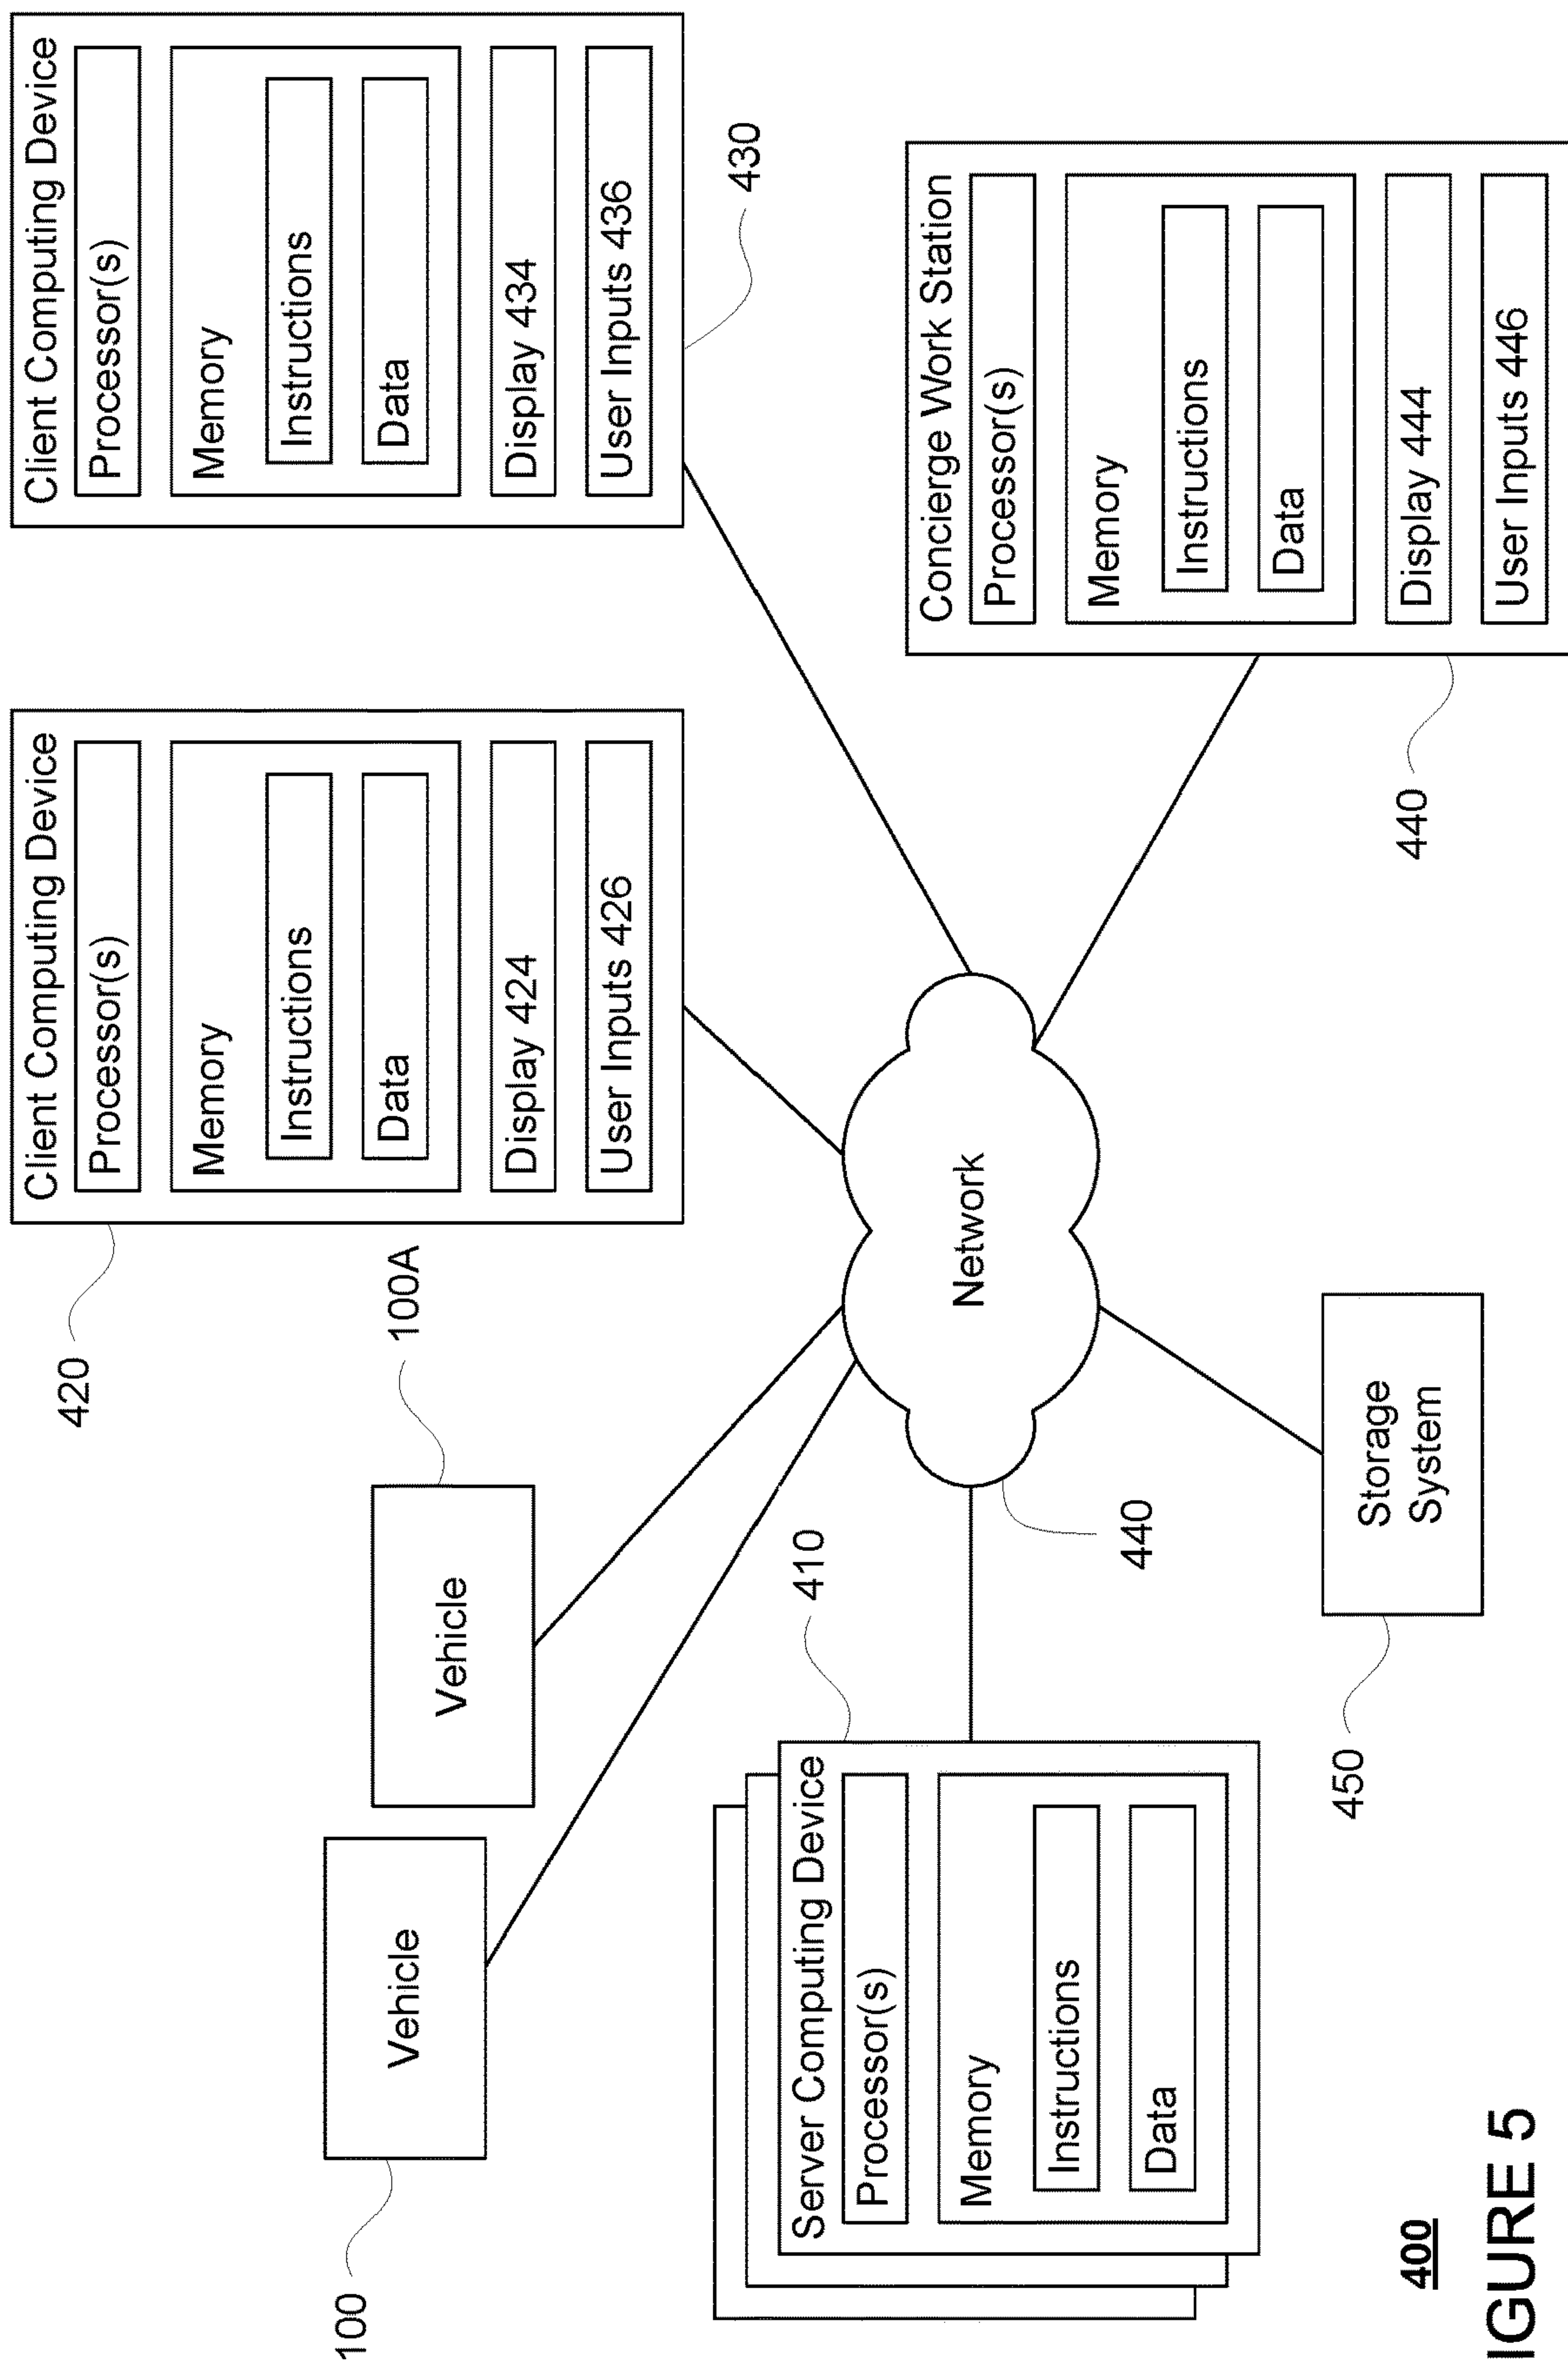 100
Vehicle
Vehicle
100A
420
Client Computing Device
Processor(s)
Memory
Instructions
Data
Display 424
User Inputs 426
Client Computing Device
Processor(s)
Memory
Instructions
Data
Display 434
User Inputs 436
430
Server Computing Device
Processor(s)
Memory
Instructions
Data
410
Network
440
Concierge Work Station
Processor(s)
Memory
Instructions
Data
Display 444
User Inputs 446
440
Storage
System
450
400
IGURE 5